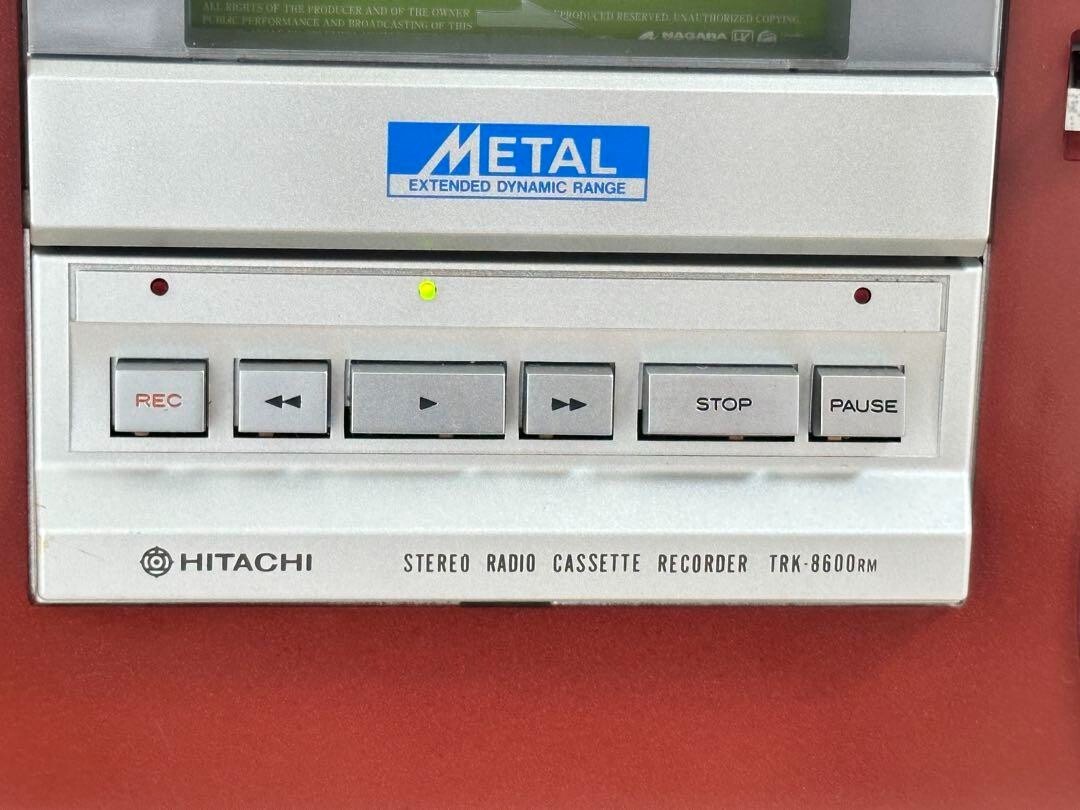 ALL RIGHTS OF THE PRODUCER AND OF THE OWNER
REPRODUCED RESERVED. UNAUTHORIZED COPYING,
PUBLIC PERFORMANCE AND BROADCASTING OF THIS
NAGARA
METAL
EXTENDED DYNAMIC RANGE
REC
STOP
PAUSE
HITACHI
STEREO RADIO CASSETTE RECORDER TRK-8600RM